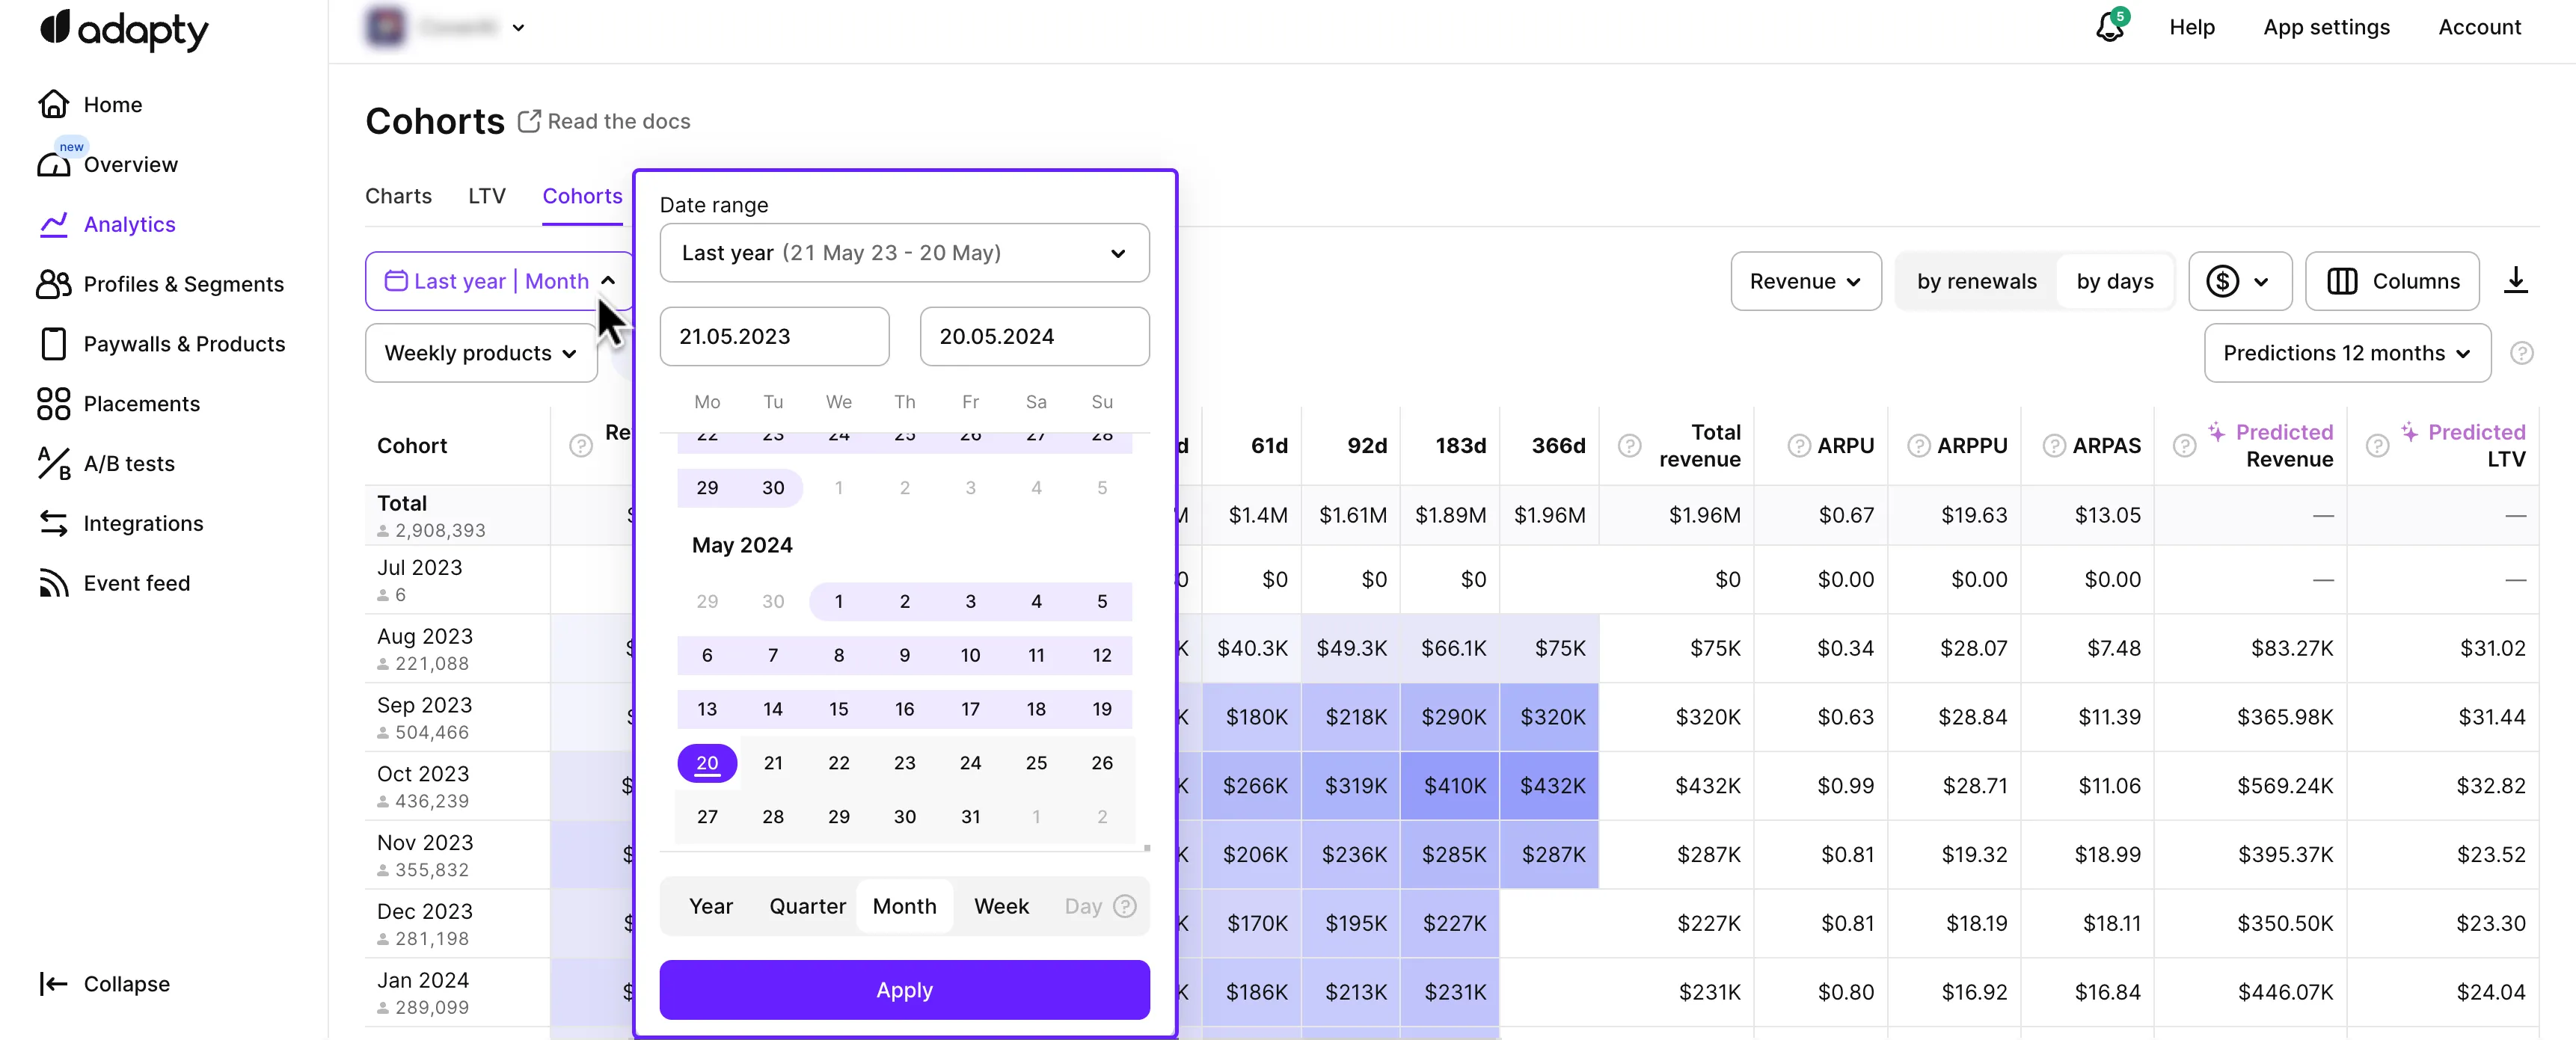 adapty
5
Help
App settings
Account
Home
new
Overview
Analytics
Profiles & Segments
Paywalls & Products
Placements
A/B
A/B tests
Integrations
Event feed
Collapse
Cohorts
Read the docs
Charts
LTV
Cohorts
Last year | Month
Weekly products
Date range
Last year (21 May 23 - 20 May)
21.05.2023
20.05.2024
Mo Tu We Th Fr Sa Su
22 23 24 25 26 27 28
29 30 1 2 3 4 5
May 2024
29 30 1 2 3 4 5
6 7 8 9 10 11 12
13 14 15 16 17 18 19
20 21 22 23 24 25 26
27 28 29 30 31 1 2
Year Quarter Month Week Day ?
Apply
Revenue
by renewals
by days
$
Columns
Predictions 12 months
?
Cohort ? Re d 61d 92d 183d 366d ? Total revenue ? ARPU ? ARPPU ? ARPAS ? Predicted Revenue ? Predicted LTV
Total
2,908,393
$ M $1.4M $1.61M $1.89M $1.96M $1.96M $0.67 $19.63 $13.05 — —
Jul 2023
6
0 $0 $0 $0 $0 $0.00 $0.00 $0.00 — —
Aug 2023
221,088
$ K $40.3K $49.3K $66.1K $75K $75K $0.34 $28.07 $7.48 $83.27K $31.02
Sep 2023
504,466
$ K $180K $218K $290K $320K $320K $0.63 $28.84 $11.39 $365.98K $31.44
Oct 2023
436,239
$ K $266K $319K $410K $432K $432K $0.99 $28.71 $11.06 $569.24K $32.82
Nov 2023
355,832
$ K $206K $236K $285K $287K $287K $0.81 $19.32 $18.99 $395.37K $23.52
Dec 2023
281,198
$ K $170K $195K $227K $227K $0.81 $18.19 $18.11 $350.50K $23.30
Jan 2024
289,099
$ K $186K $213K $231K $231K $0.80 $16.92 $16.84 $446.07K $24.04